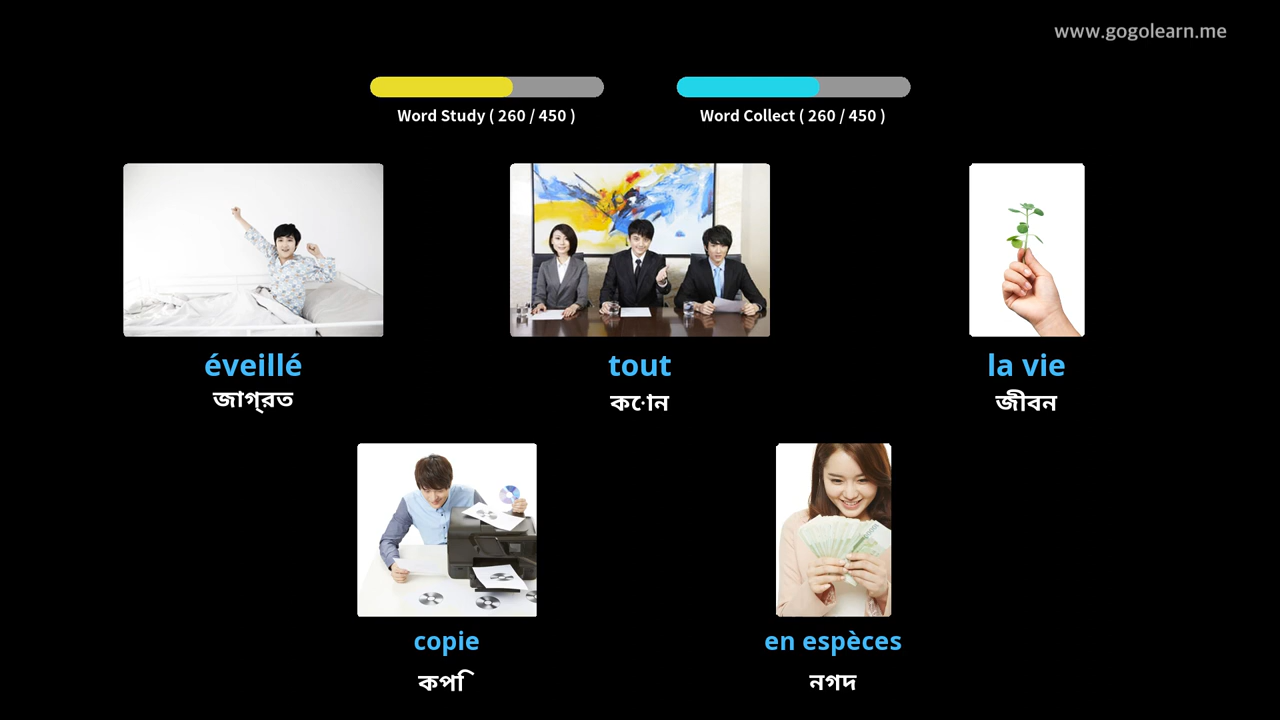 www.gogolearn.me
Word Study ( 260 / 450 )
Word Collect ( 260 / 450 )
éveillé
জাগ্রত
tout
কোন
la vie
জীবন
copie
কপি
en espèces
নগদ